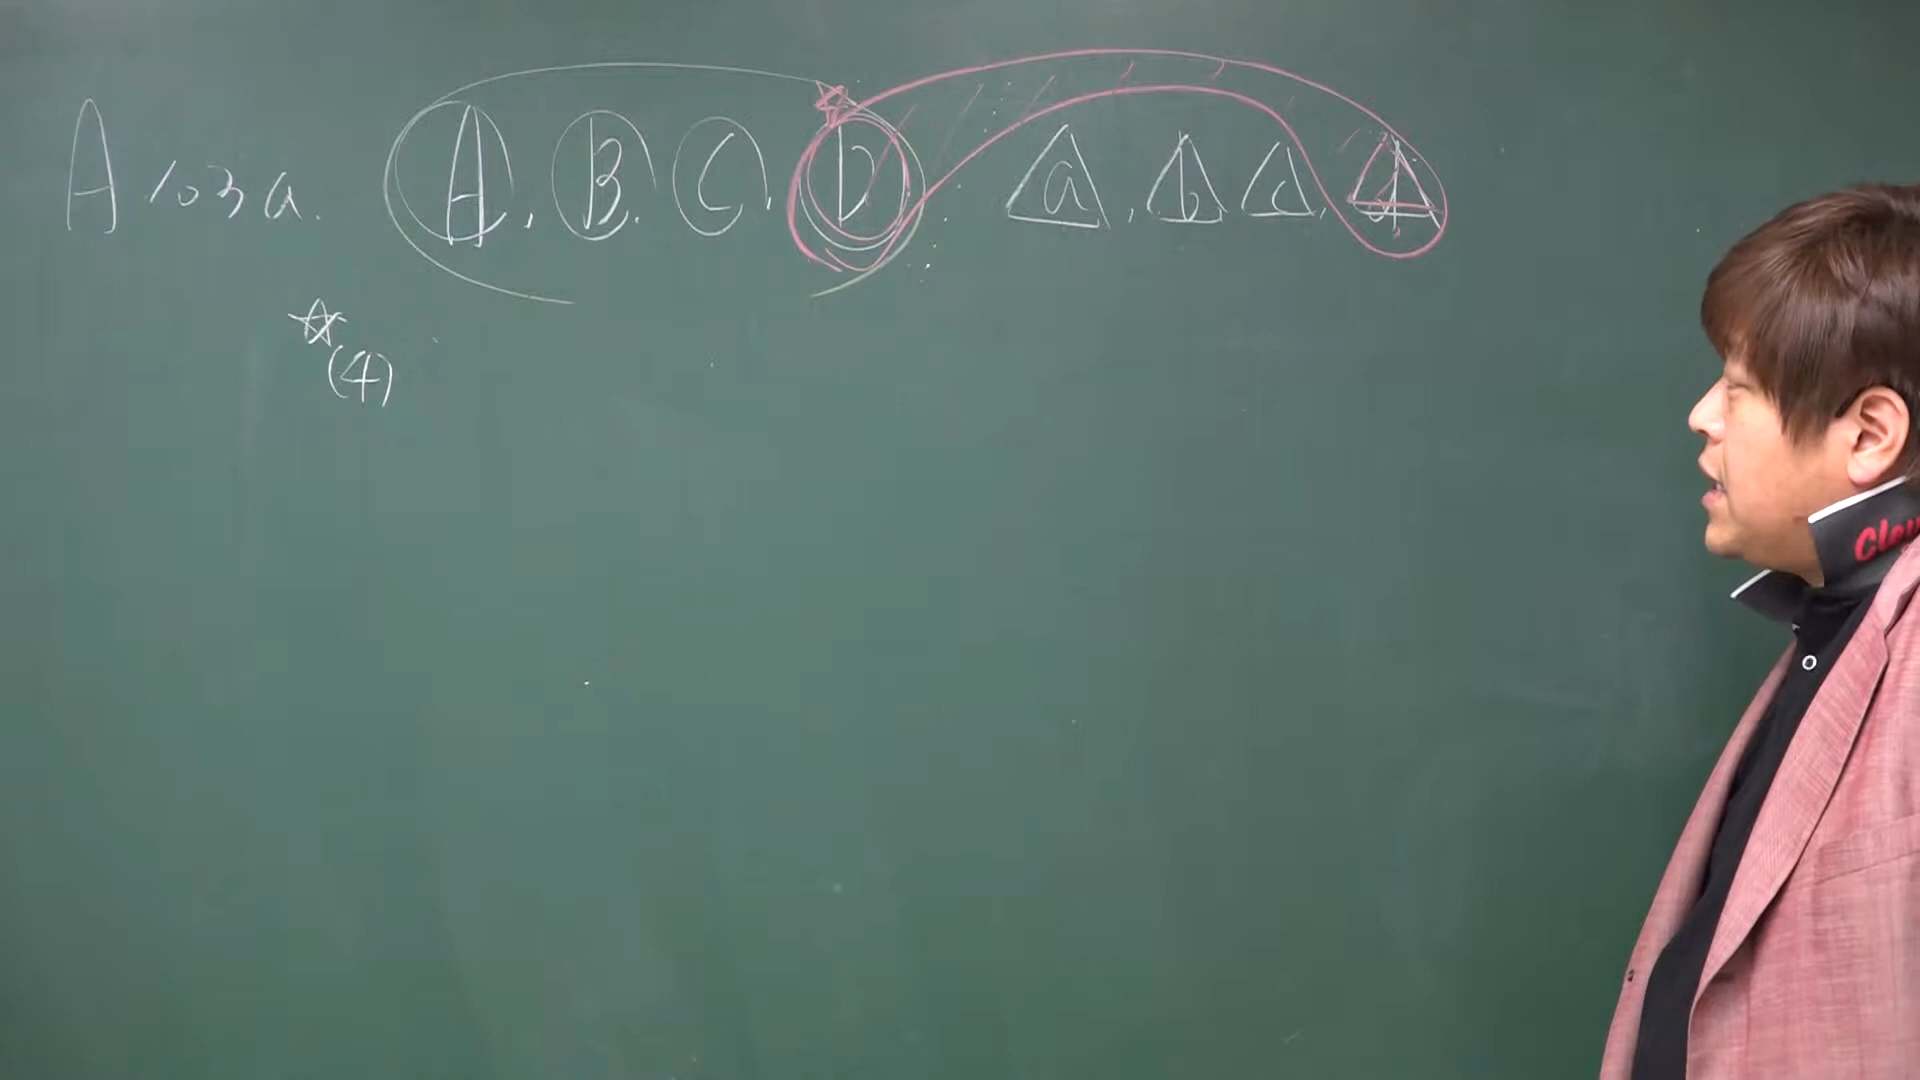 A 103 a. A, B. C, D a, b c, d
☆
(4)